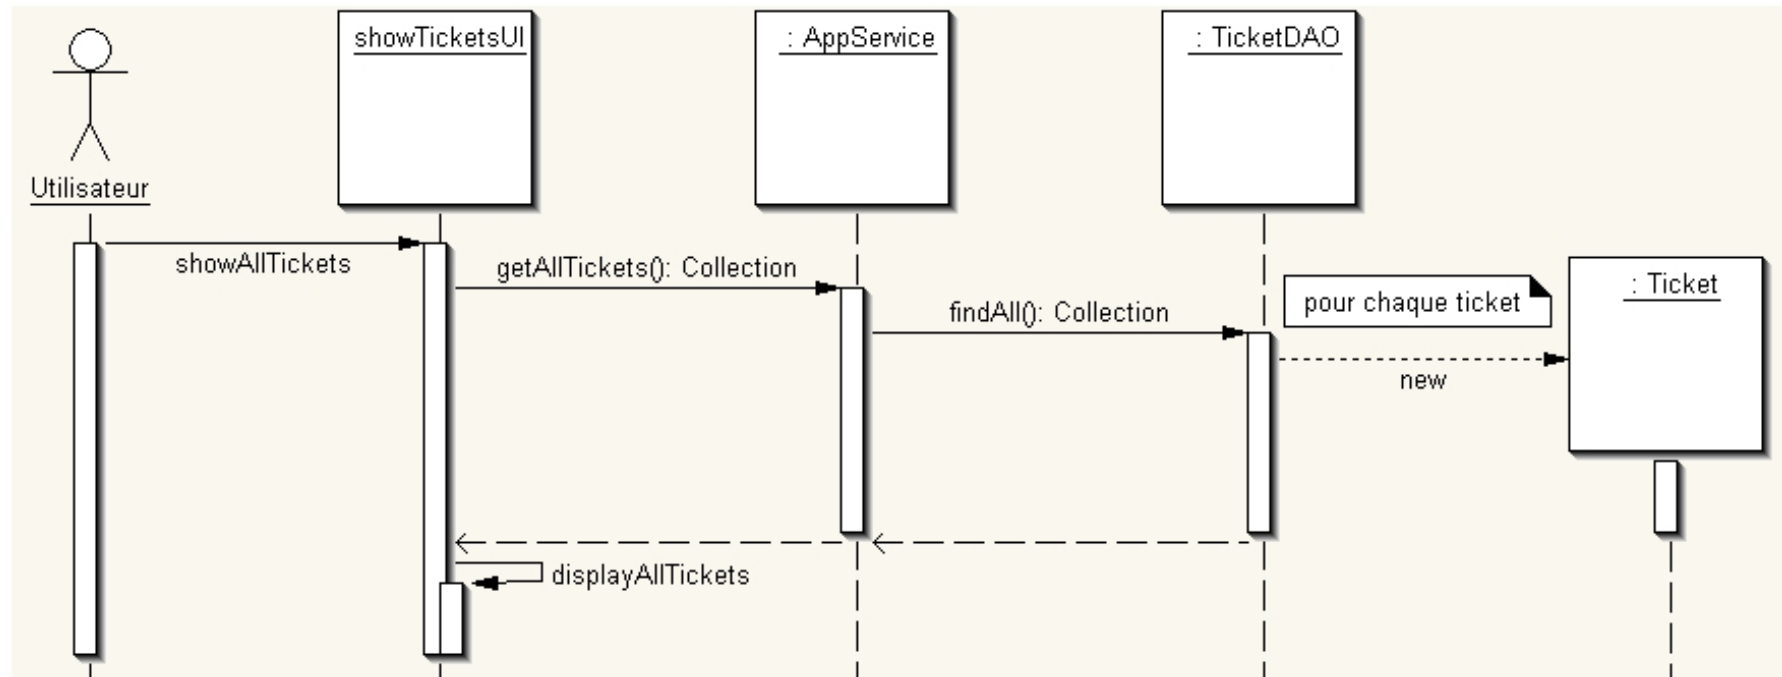 showTicketsUI
: AppService
: TicketDAO
Utilisateur
showAllTickets
getAllTickets(): Collection
findAll(): Collection
pour chaque ticket
: Ticket
new
displayAllTickets